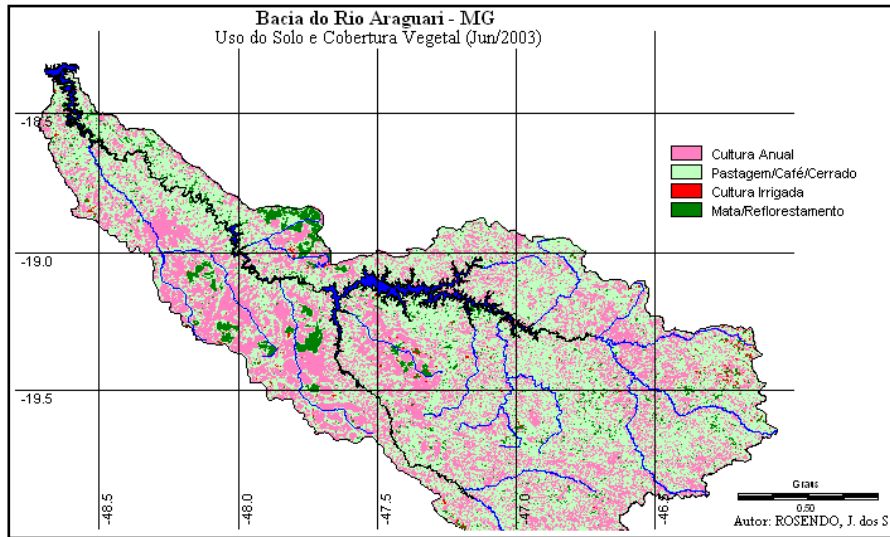 Bacia do Rio Araguari - MG
Uso do Solo e Cobertura Vegetal (Jun/2003)
-18.5
Cultura Anual
Pastagem/Café/Cerrado
Cultura Irrigada
Mata/Reflorestamento
-19.0
-19.5
-48.5
-48.0
-47.5
-47.0
-46
Graus
0.50
Autor: ROSENDO, J. dos S